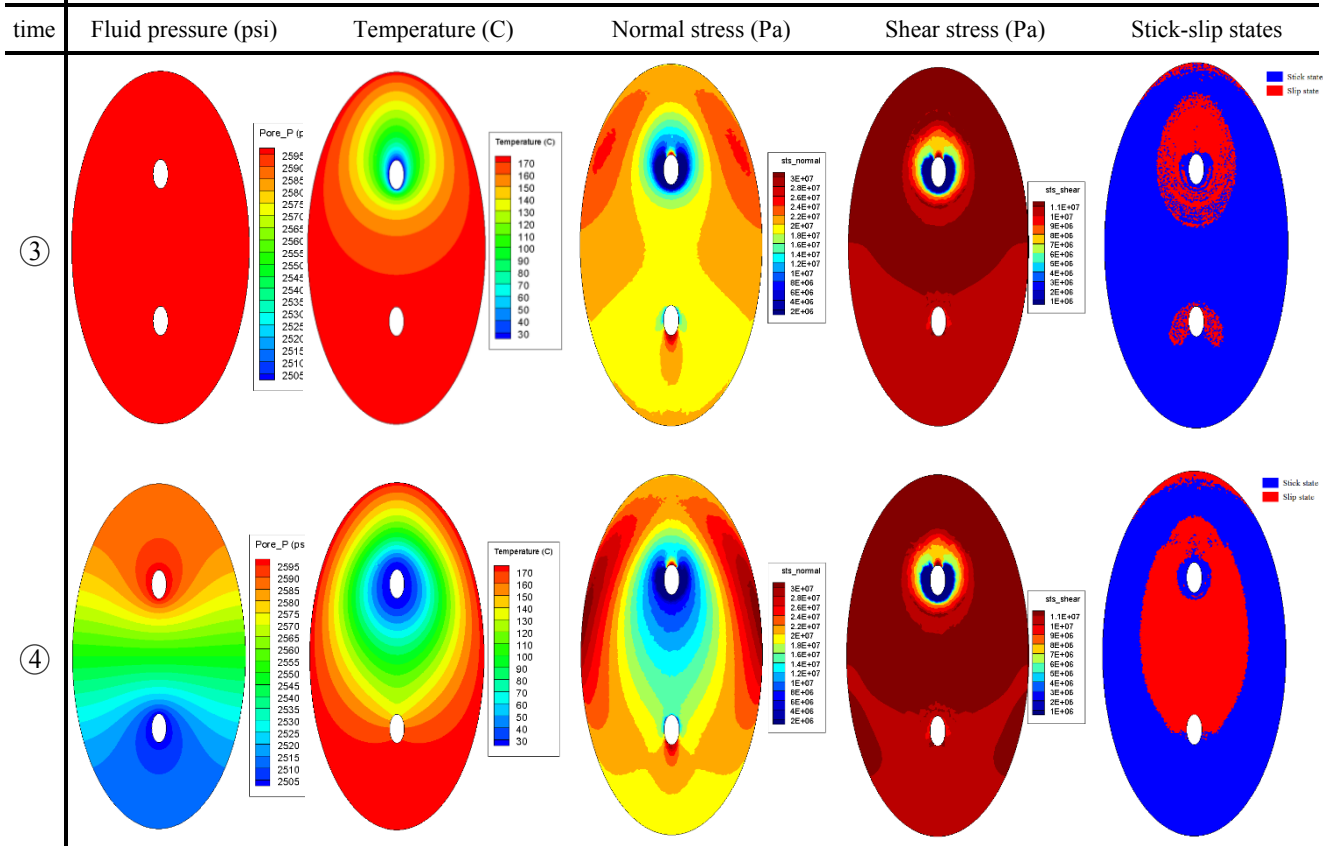 time Fluid pressure (psi) Temperature (C) Normal stress (Pa) Shear stress (Pa) Stick-slip states
③
Pore_P (p
2595
2590
2585
2580
2575
2570
2565
2560
2555
2550
2545
2540
2535
2530
2525
2520
2515
2510
2505
Temperature (C)
170
160
150
140
130
120
110
100
90
80
70
60
50
40
30
sts_normal
3E+07
2.8E+07
2.6E+07
2.4E+07
2.2E+07
2E+07
1.8E+07
1.6E+07
1.4E+07
1.2E+07
1E+07
8E+06
6E+06
4E+06
2E+06
sts_shear
1.1E+07
1E+07
9E+06
8E+06
7E+06
6E+06
5E+06
4E+06
3E+06
2E+06
1E+06
Stick state
Slip state
④
Pore_P (ps
2595
2590
2585
2580
2575
2570
2565
2560
2555
2550
2545
2540
2535
2530
2525
2520
2515
2510
2505
Temperature (C)
170
160
150
140
130
120
110
100
90
80
70
60
50
40
30
sts_normal
3E+07
2.8E+07
2.6E+07
2.4E+07
2.2E+07
2E+07
1.8E+07
1.6E+07
1.4E+07
1.2E+07
1E+07
8E+06
6E+06
4E+06
2E+06
sts_shear
1.1E+07
1E+07
9E+06
8E+06
7E+06
6E+06
5E+06
4E+06
3E+06
2E+06
1E+06
Stick state
Slip state